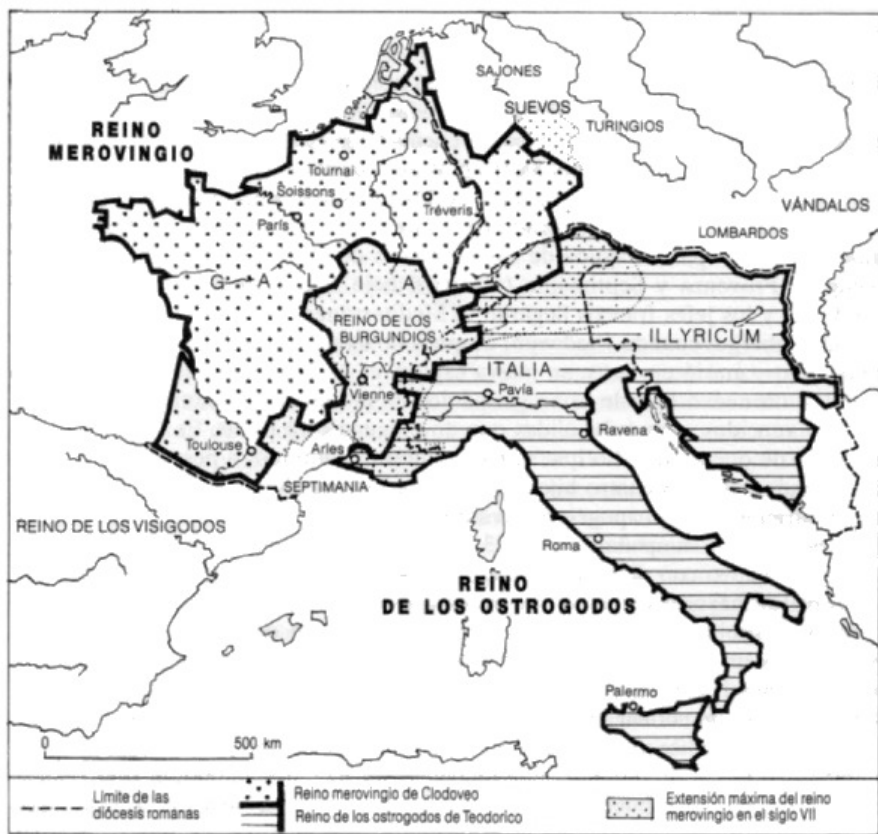 SAJONES
SUEVOS
TURINGIOS
REINO
MEROVINGIO
Tournai
Soissons
París
Tréveris
VÁNDALOS
LOMBARDOS
GALIA
REINO DE LOS
BURGUNDIOS
ILLYRICUM
ITALIA
Vienne
Pavía
Toulouse
Arles
Ravena
SEPTIMANIA
REINO DE LOS VISIGODOS
Roma
REINO
DE LOS OSTROGODOS
Palermo
0 500 km
Límite de las
diócesis romanas
Reino merovingio de Clodoveo
Reino de los ostrogodos de Teodorico
Extensión máxima del reino
merovingio en el siglo VII